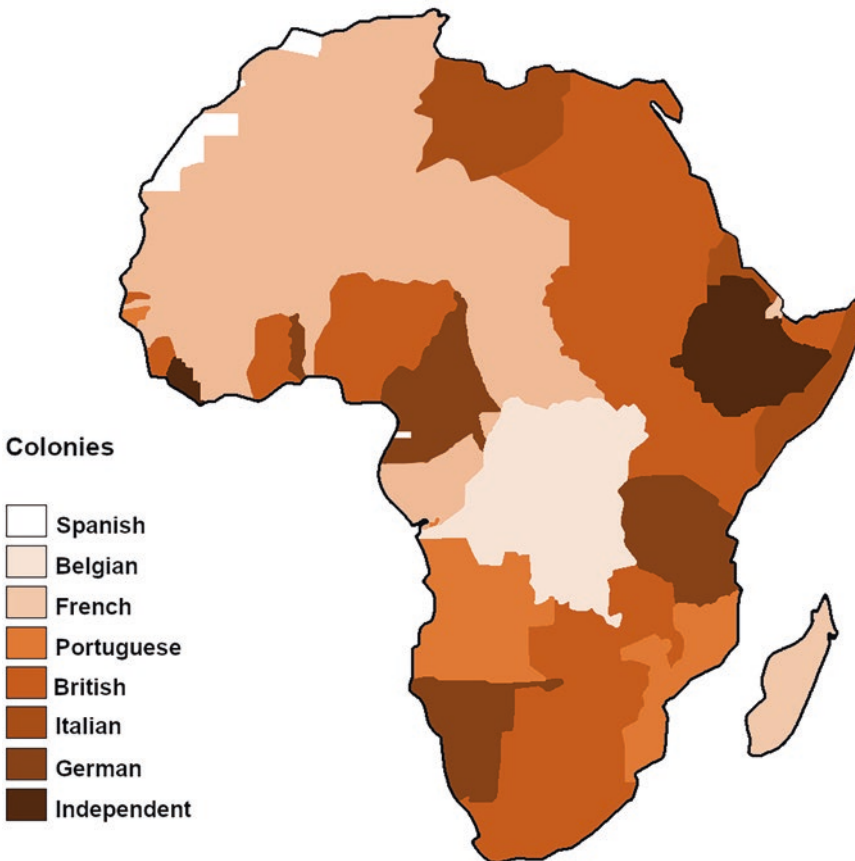 Colonies
Spanish
Belgian
French
Portuguese
British
Italian
German
Independent